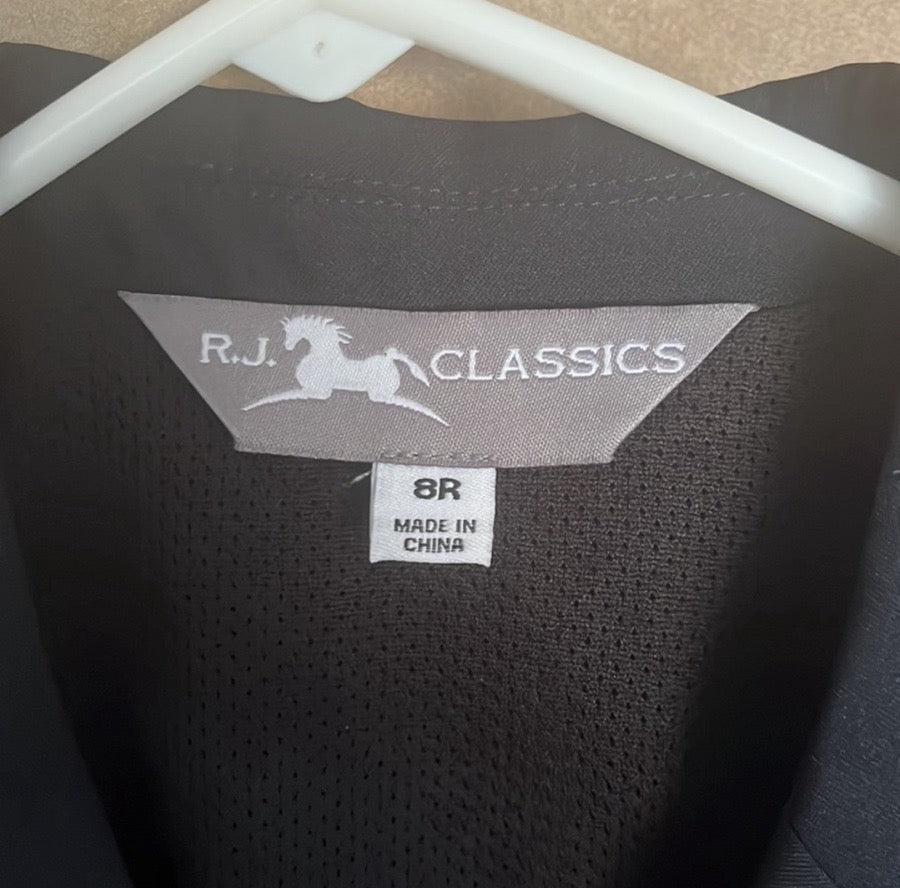 R.J. CLASSICS
8R
MADE IN
CHINA